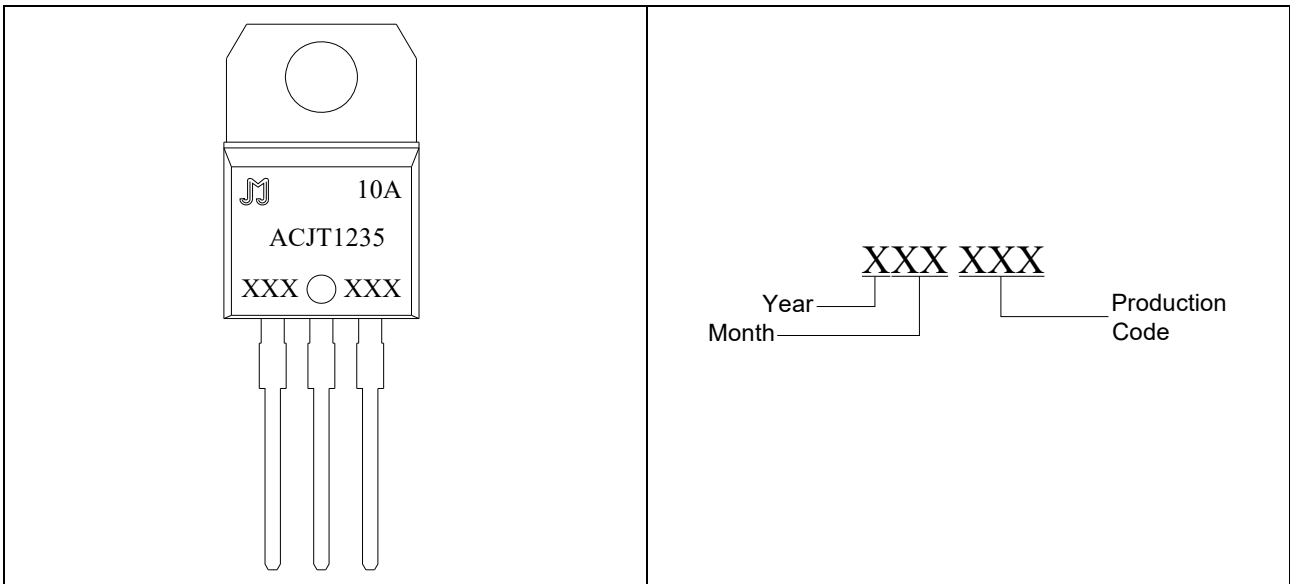 JJ 10A
ACJT1235
XXX XXX
XXX XXX
Year
Month
Production
Code